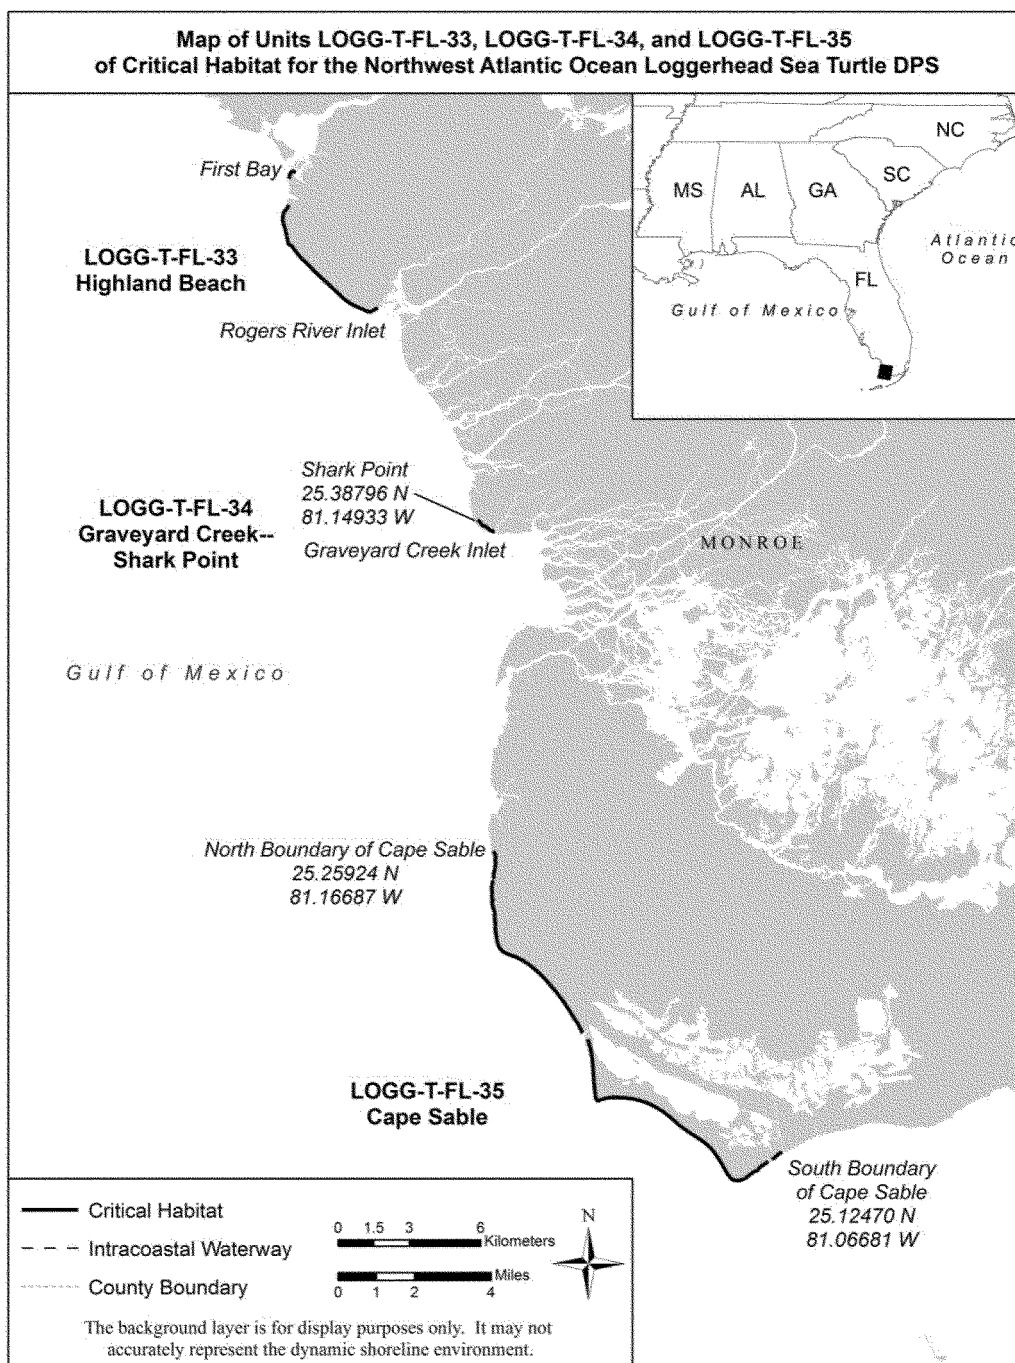 Map of Units LOGG-T-FL-33, LOGG-T-FL-34, and LOGG-T-FL-35
of Critical Habitat for the Northwest Atlantic Ocean Loggerhead Sea Turtle DPS
NC
SC
MS
AL
GA
Atlantic
Ocean
FL
Gulf of Mexico
First Bay
LOGG-T-FL-33
Highland Beach
Rogers River Inlet
Shark Point
25.38796 N
81.14933 W
LOGG-T-FL-34
Graveyard Creek--
Shark Point
Graveyard Creek Inlet
MONROE
Gulf of Mexico
North Boundary of Cape Sable
25.25924 N
81.16687 W
LOGG-T-FL-35
Cape Sable
South Boundary
of Cape Sable
25.12470 N
81.06681 W
Critical Habitat
Intracoastal Waterway
County Boundary
0 1.5 3 6
Kilometers
Miles
0 1 2 4
N
The background layer is for display purposes only. It may not
accurately represent the dynamic shoreline environment.